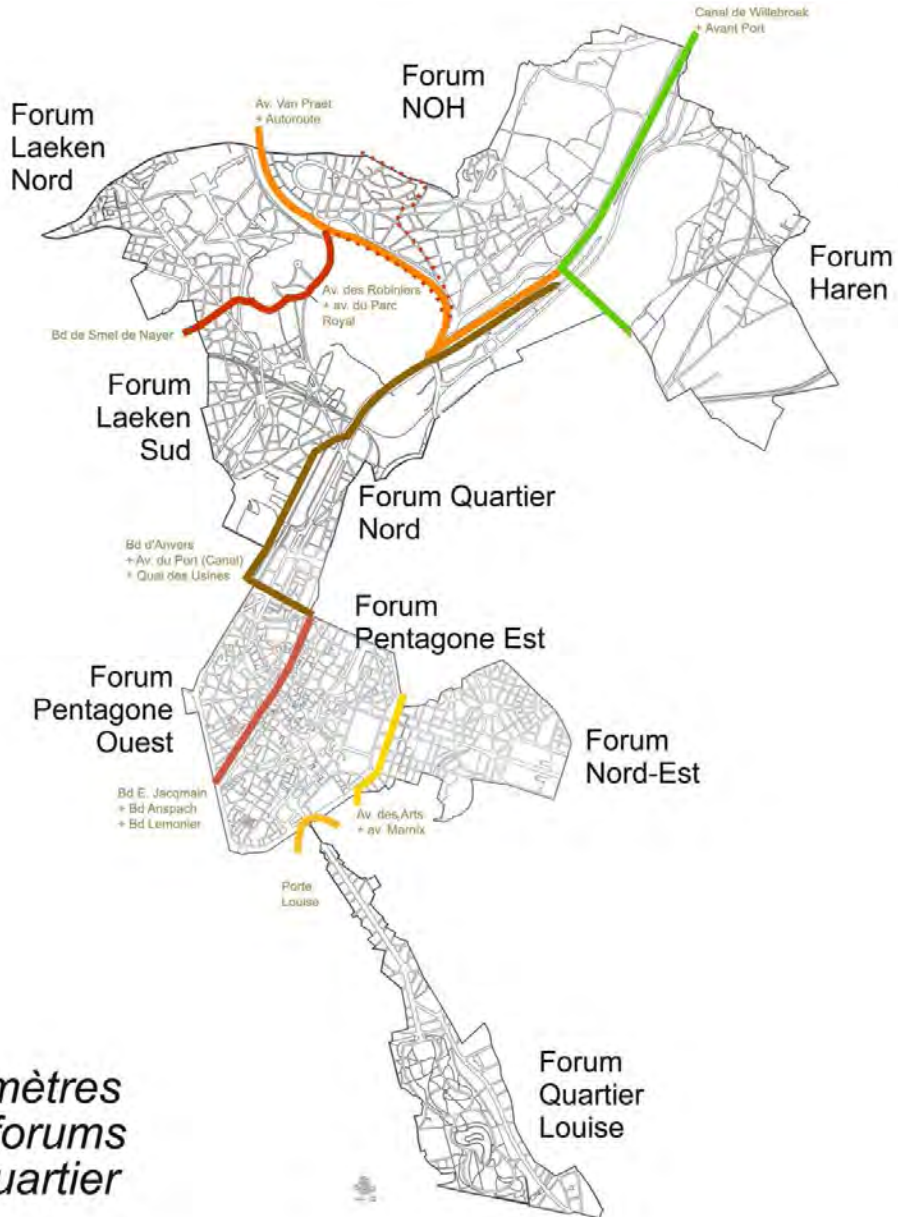 Canal de Willebroek
+ Avant Port
Forum
NOH
Av. Van Praet
+ Autoroute
Forum
Laeken
Nord
Forum
Haren
Av. des Robiniers
+ av. du Parc
Royal
Bd de Smel de Nayer
Forum
Laeken
Sud
Forum Quartier
Nord
Bd d'Anvers
+ Av. du Port (Canal)
+ Quai des Usines
Forum
Pentagone Est
Forum
Pentagone
Ouest
Forum
Nord-Est
Bd E. Jacqmain
+ Bd Anspach
+ Bd Lemonier
Av. des Arts
+ av. Marnix
Porte
Louise
Forum
Quartier
Louise
mètres
forums
uartier